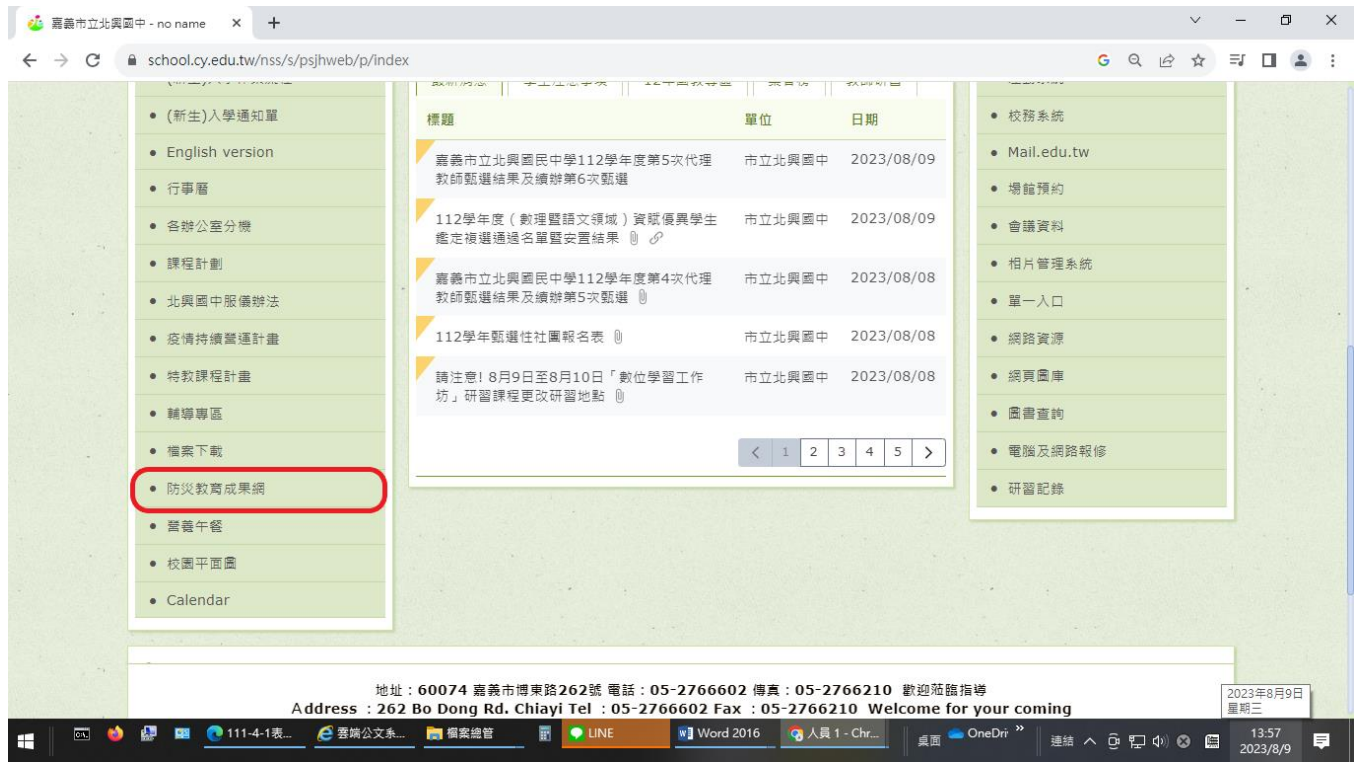 嘉義市立北興國中 - no name
school.cy.edu.tw/nss/s/psjhweb/p/index
(新生)入學通知單
English version
行事曆
各辦公室分機
課程計劃
北興國中服儀辦法
疫情持續營運計畫
特教課程計畫
輔導專區
檔案下載
防災教育成果網
營養午餐
校園平面圖
Calendar
標題 單位 日期
嘉義市立北興國民中學112學年度第5次代理 市立北興國中 2023/08/09
教師甄選結果及續辦第6次甄選
112學年度(數理暨語文領域)資賦優異學生 市立北興國中 2023/08/09
鑑定複選通過名單暨安置結果
嘉義市立北興國民中學112學年度第4次代理 市立北興國中 2023/08/08
教師甄選結果及續辦第5次甄選
112學年甄選性社團報名表 市立北興國中 2023/08/08
請注意! 8月9日至8月10日「數位學習工作 市立北興國中 2023/08/08
坊」研習課程更改研習地點
1 2 3 4 5
校務系統
Mail.edu.tw
場館預約
會議資料
相片管理系統
單一入口
網路資源
網頁圖庫
圖書查詢
電腦及網路報修
研習記錄
地址:60074 嘉義市博東路262號 電話:05-2766602 傳真:05-2766210 歡迎蒞臨指導
Address :262 Bo Dong Rd. Chiayi Tel :05-2766602 Fax :05-2766210 Welcome for your coming
2023年8月9日
星期三
111-4-1表... 雲端公文系... 檔案總管 LINE Word 2016 人員 1 - Chr... 桌面 OneDri 連結
13:57
2023/8/9